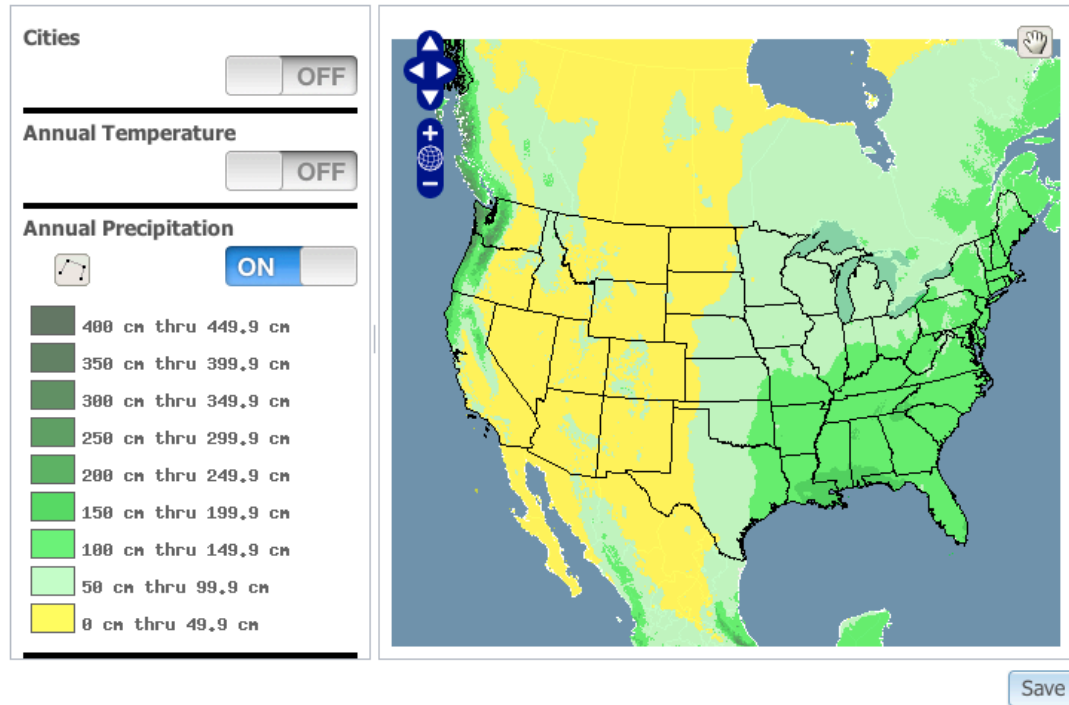 Cities
OFF
Annual Temperature
OFF
Annual Precipitation
ON
400 cm thru 449.9 cm
350 cm thru 399.9 cm
300 cm thru 349.9 cm
250 cm thru 299.9 cm
200 cm thru 249.9 cm
150 cm thru 199.9 cm
100 cm thru 149.9 cm
50 cm thru 99.9 cm
0 cm thru 49.9 cm
Save